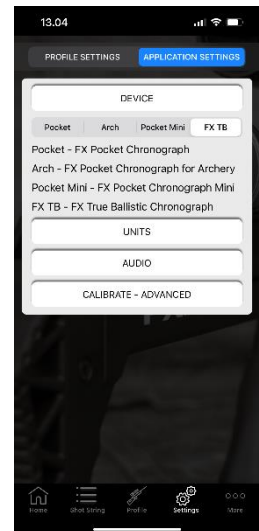 13.04
PROFILE SETTINGS APPLICATION SETTINGS
DEVICE
Pocket Arch Pocket Mini FX TB
Pocket - FX Pocket Chronograph
Arch - FX Pocket Chronograph for Archery
Pocket Mini - FX Pocket Chronograph Mini
FX TB - FX True Ballistic Chronograph
UNITS
AUDIO
CALIBRATE - ADVANCED
Home Shot String Profile Settings More